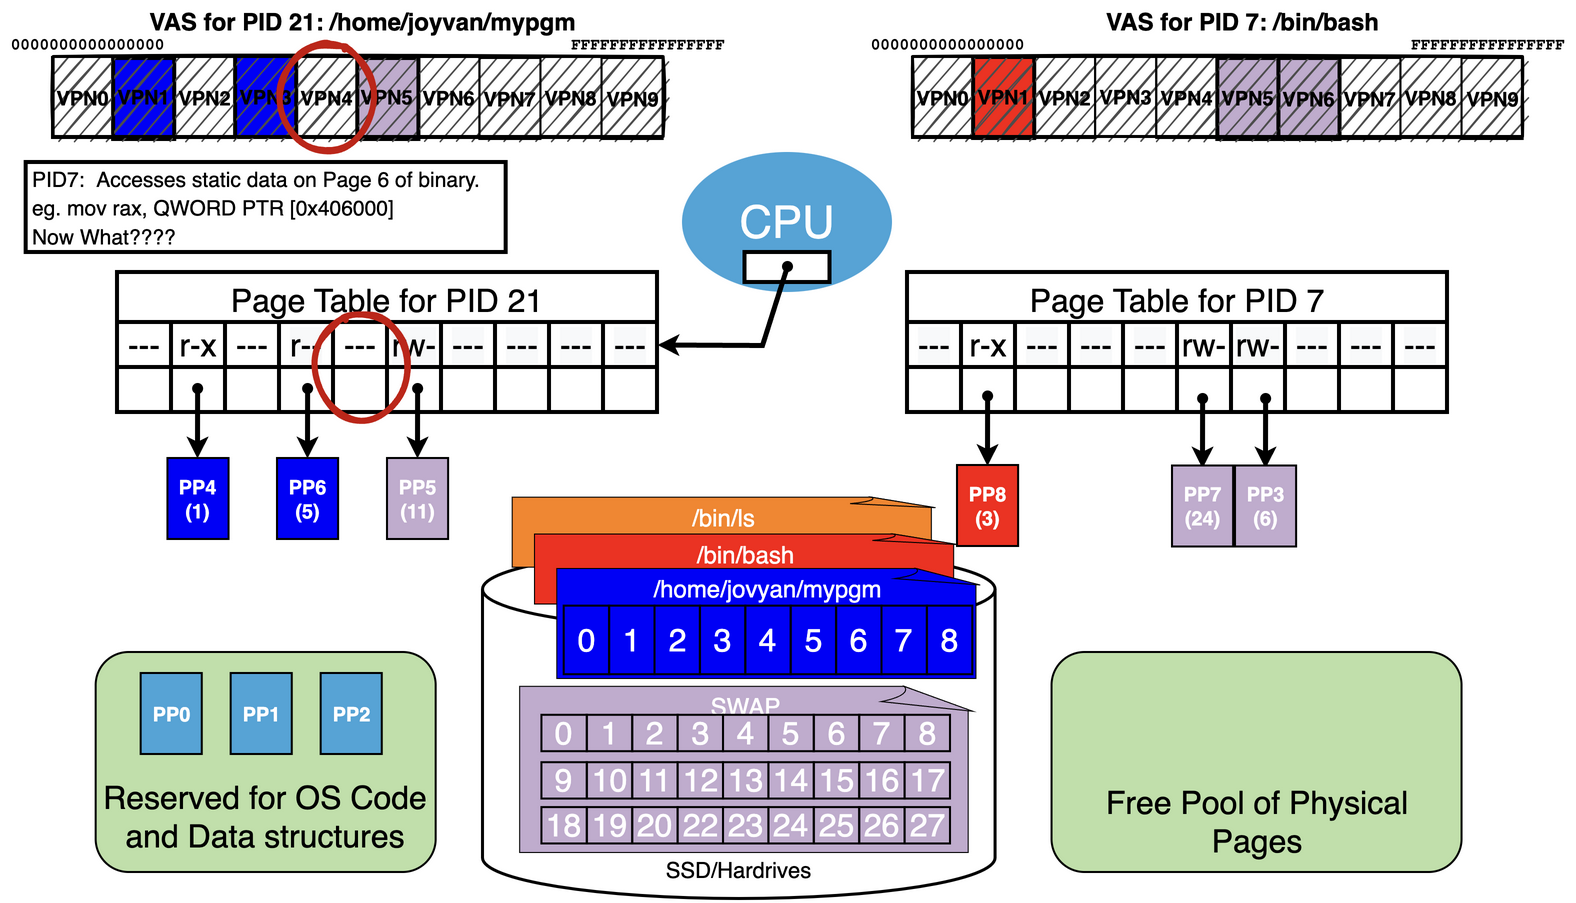 VAS for PID 21: /home/joyvan/mypgm
VAS for PID 7: /bin/bash
0000000000000000
FFFFFFFFFFFFFFFF
0000000000000000
FFFFFFFFFFFFFFFF
VPN0 VPN1 VPN2 VPN3 VPN4 VPN5 VPN6 VPN7 VPN8 VPN9
VPN0 VPN1 VPN2 VPN3 VPN4 VPN5 VPN6 VPN7 VPN8 VPN9
PID7: Accesses static data on Page 6 of binary.
eg. mov rax, QWORD PTR [0x406000]
Now What????
CPU
Page Table for PID 21
--- r-x --- r-- --- rw- --- --- --- ---
Page Table for PID 7
--- r-x --- --- --- rw- rw- --- --- ---
PP4
(1)
PP6
(5)
PP5
(11)
PP8
(3)
PP7
(24)
PP3
(6)
/bin/ls
/bin/bash
/home/jovyan/mypgm
0 1 2 3 4 5 6 7 8
SWAP
0 1 2 3 4 5 6 7 8
9 10 11 12 13 14 15 16 17
18 19 20 22 23 24 25 26 27
SSD/Hardrives
PP0 PP1 PP2
Reserved for OS Code
and Data structures
Free Pool of Physical
Pages